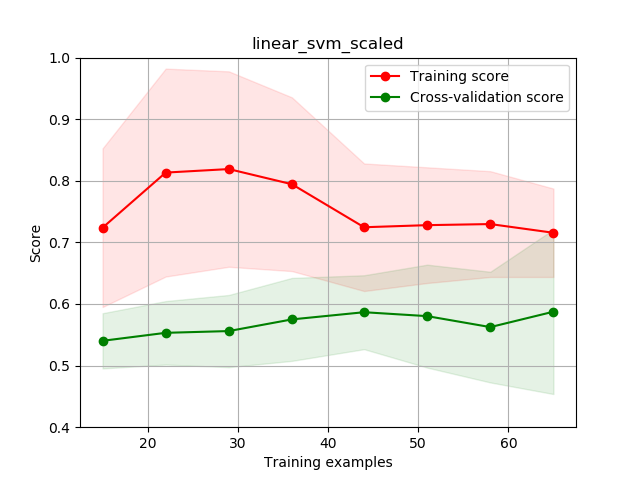 linear_svm_scaled
1.0
0.9
0.8
0.7
0.6
0.5
0.4
Score
Training score
Cross-validation score
20 30 40 50 60
Training examples